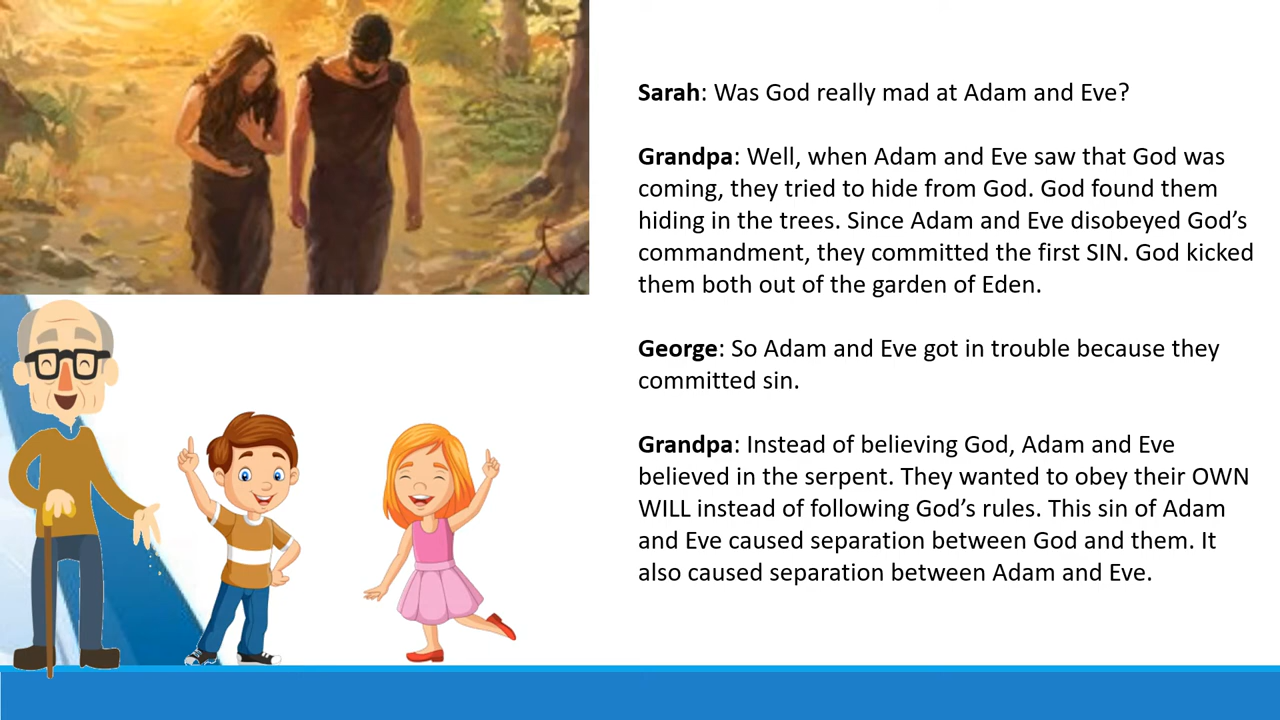 Sarah: Was God really mad at Adam and Eve?
Grandpa: Well, when Adam and Eve saw that God was
coming, they tried to hide from God. God found them
hiding in the trees. Since Adam and Eve disobeyed God’s
commandment, they committed the first SIN. God kicked
them both out of the garden of Eden.
George: So Adam and Eve got in trouble because they
committed sin.
Grandpa: Instead of believing God, Adam and Eve
believed in the serpent. They wanted to obey their OWN
WILL instead of following God’s rules. This sin of Adam
and Eve caused separation between God and them. It
also caused separation between Adam and Eve.